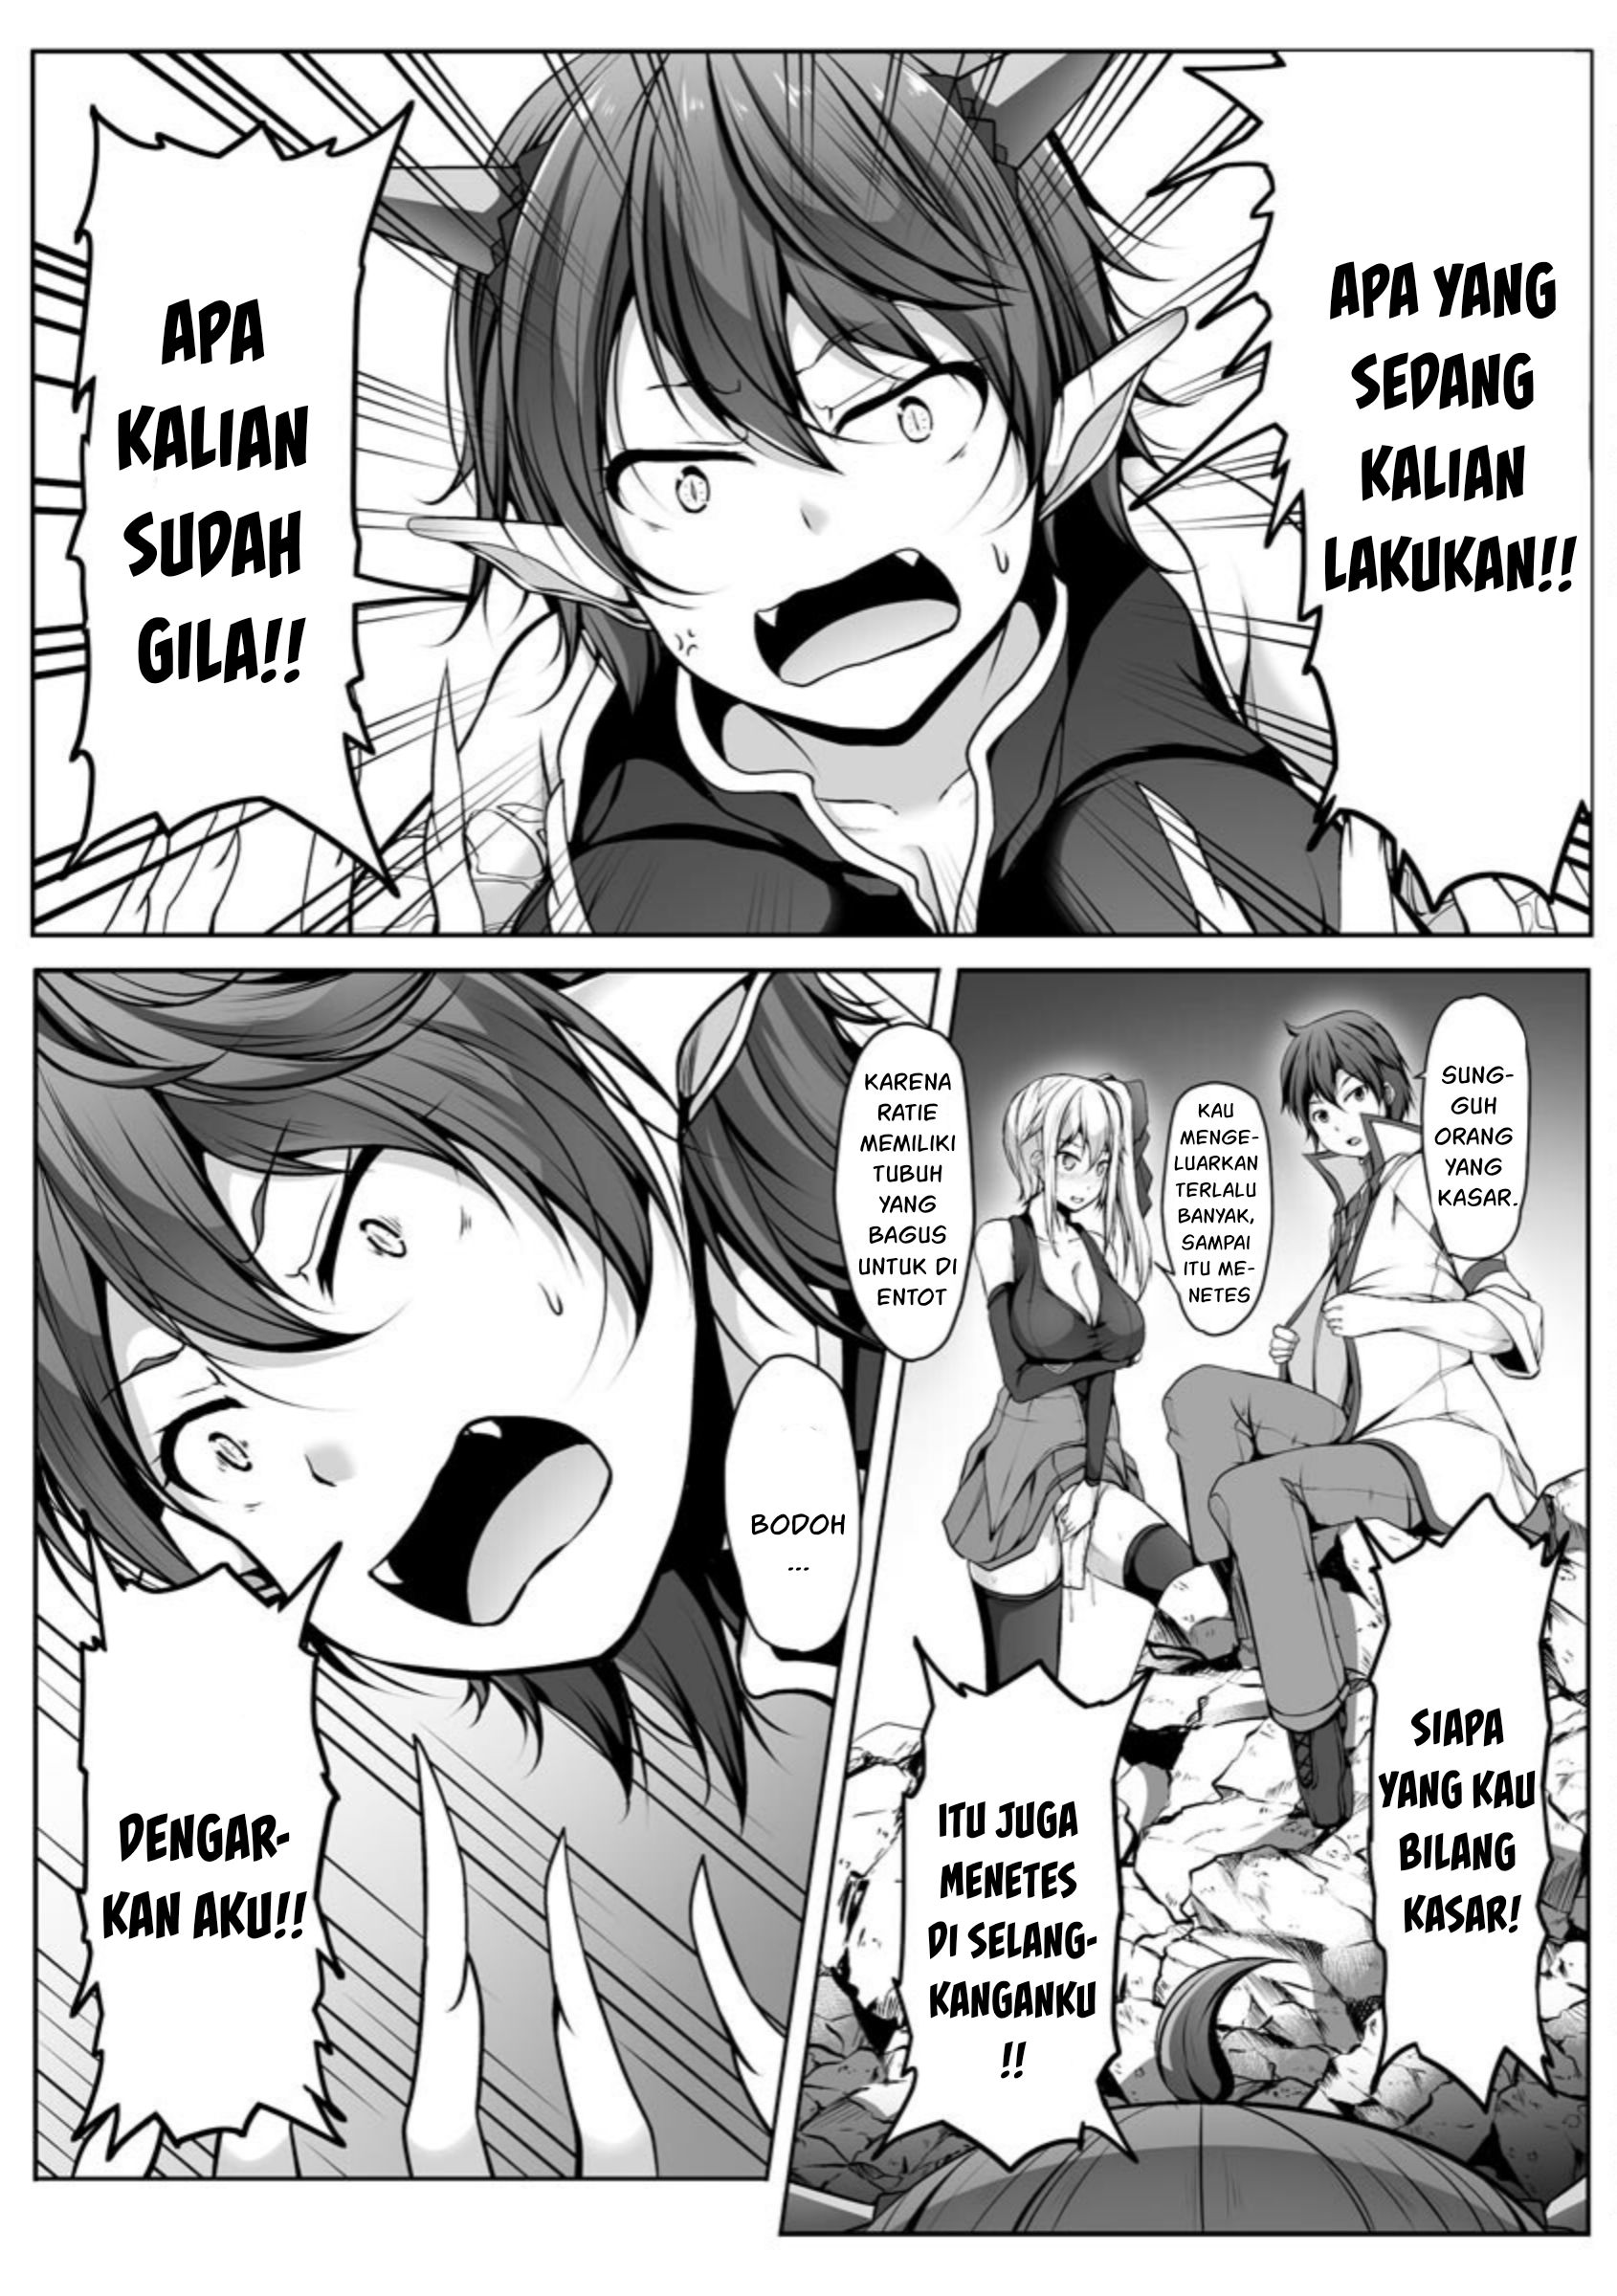 APA YANG
SEDANG
KALIAN
LAKUKAN!!
APA
KALIAN
SUDAH
GILA!!
SUNG-
GUH
ORANG
YANG
KASAR.
KAU
MENGE-
LUARKAN
TERLALU
BANYAK,
SAMPAI
ITU ME-
NETES
KARENA
RATIE
MEMILIKI
TUBUH
YANG
BAGUS
UNTUK DI
ENTOT
BODOH
...
SIAPA
YANG KAU
BILANG
KASAR!
ITU JUGA
MENETES
DI SELANG-
KANGANKU
!!
DENGAR-
KAN AKU!!